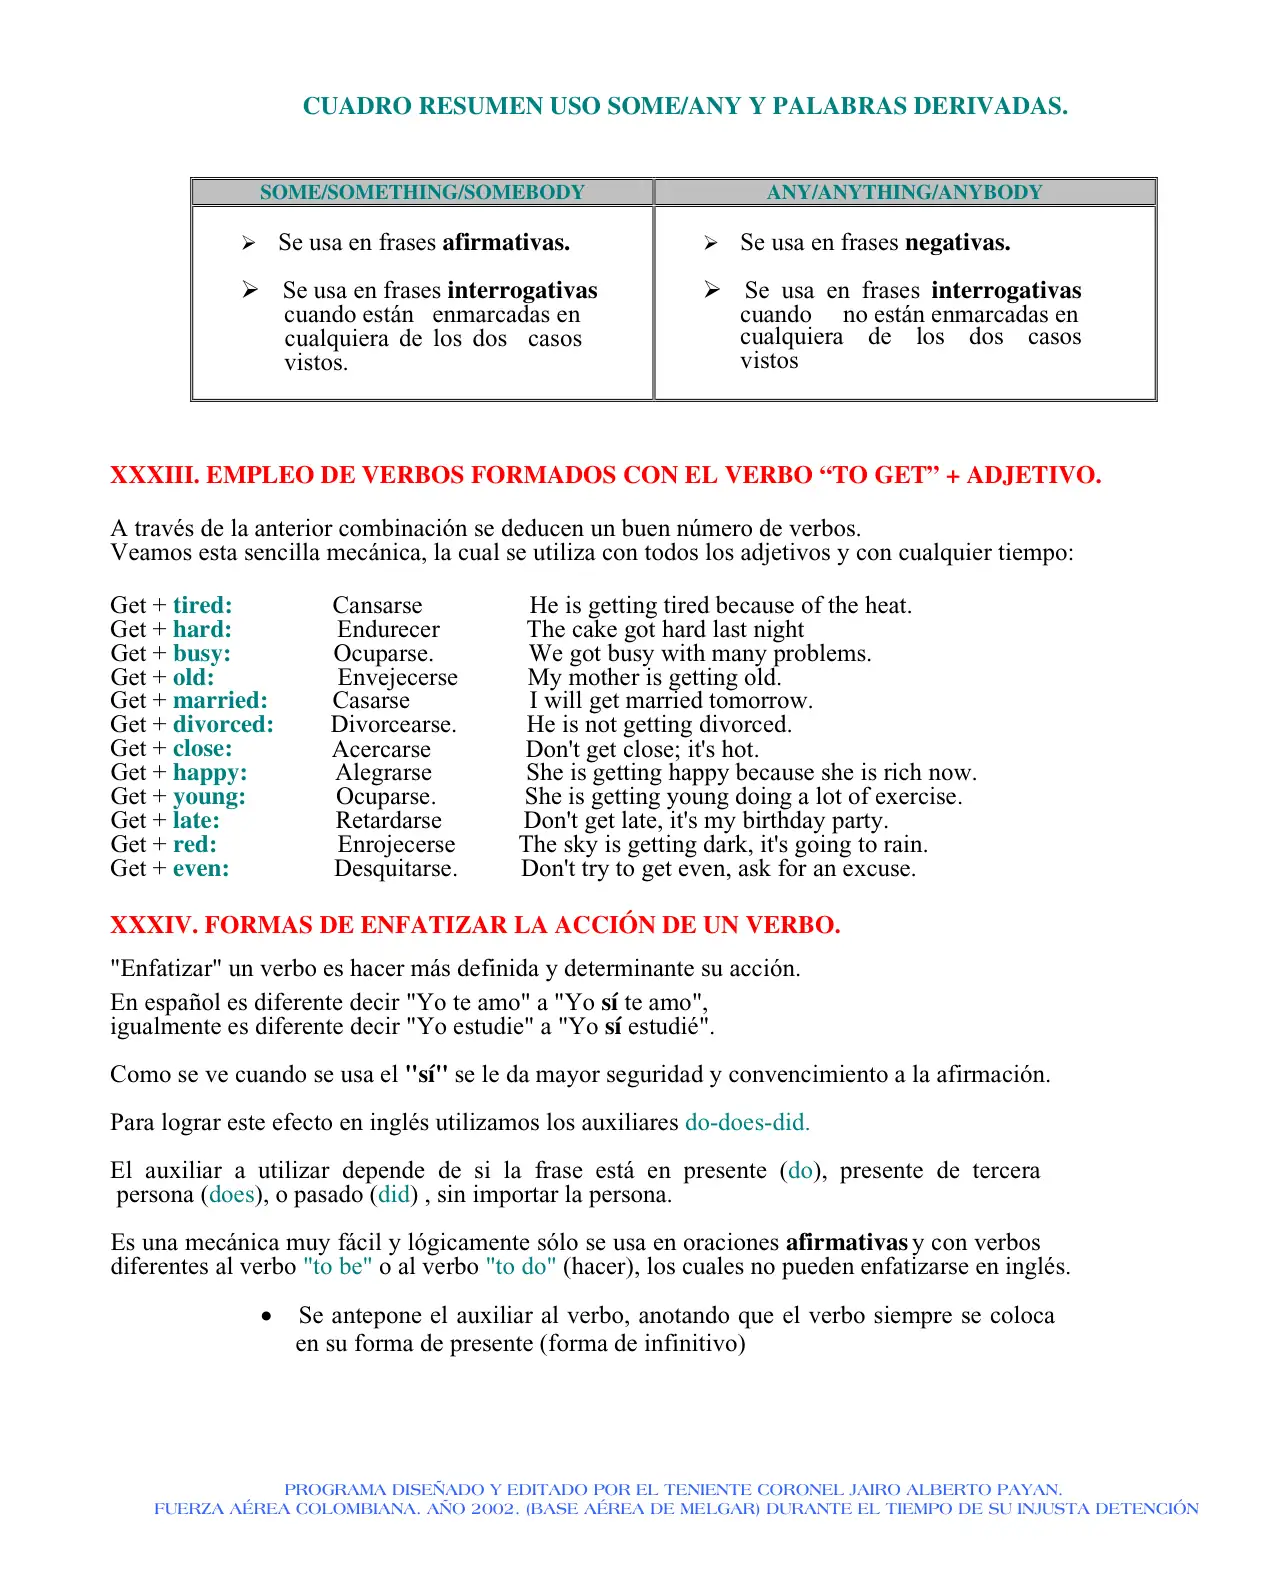 CUADRO RESUMEN USO SOME/ANY Y PALABRAS DERIVADAS.
SOME/SOMETHING/SOMEBODY
➢ Se usa en frases afirmativas.
➢ Se usa en frases interrogativas
cuando están enmarcadas en
cualquiera de los dos casos
vistos.
ANY/ANYTHING/ANYBODY
➢ Se usa en frases negativas.
➢ Se usa en frases interrogativas
cuando no están enmarcadas en
cualquiera de los dos casos
vistos
XXXIII. EMPLEO DE VERBOS FORMADOS CON EL VERBO “TO GET” + ADJETIVO.
A través de la anterior combinación se deducen un buen número de verbos.
Veamos esta sencilla mecánica, la cual se utiliza con todos los adjetivos y con cualquier tiempo:
Get + tired: Cansarse He is getting tired because of the heat.
Get + hard: Endurecer The cake got hard last night
Get + busy: Ocuparse. We got busy with many problems.
Get + old: Envejecerse My mother is getting old.
Get + married: Casarse I will get married tomorrow.
Get + divorced: Divorcearse. He is not getting divorced.
Get + close: Acercarse Don't get close; it's hot.
Get + happy: Alegrarse She is getting happy because she is rich now.
Get + young: Ocuparse. She is getting young doing a lot of exercise.
Get + late: Retardarse Don't get late, it's my birthday party.
Get + red: Enrojecerse The sky is getting dark, it's going to rain.
Get + even: Desquitarse. Don't try to get even, ask for an excuse.
XXXIV. FORMAS DE ENFATIZAR LA ACCIÓN DE UN VERBO.
"Enfatizar" un verbo es hacer más definida y determinante su acción.
En español es diferente decir "Yo te amo" a "Yo sí te amo",
igualmente es diferente decir "Yo estudie" a "Yo sí estudié".
Como se ve cuando se usa el "sí" se le da mayor seguridad y convencimiento a la afirmación.
Para lograr este efecto en inglés utilizamos los auxiliares do-does-did.
El auxiliar a utilizar depende de si la frase está en presente (do), presente de tercera
persona (does), o pasado (did) , sin importar la persona.
Es una mecánica muy fácil y lógicamente sólo se usa en oraciones afirmativas y con verbos
diferentes al verbo "to be" o al verbo "to do" (hacer), los cuales no pueden enfatizarse en inglés.
• Se antepone el auxiliar al verbo, anotando que el verbo siempre se coloca
en su forma de presente (forma de infinitivo)
PROGRAMA DISEÑADO Y EDITADO POR EL TENIENTE CORONEL JAIRO ALBERTO PAYAN.
FUERZA AÉREA COLOMBIANA. AÑO 2002. (BASE AÉREA DE MELGAR) DURANTE EL TIEMPO DE SU INJUSTA DETENCIÓN